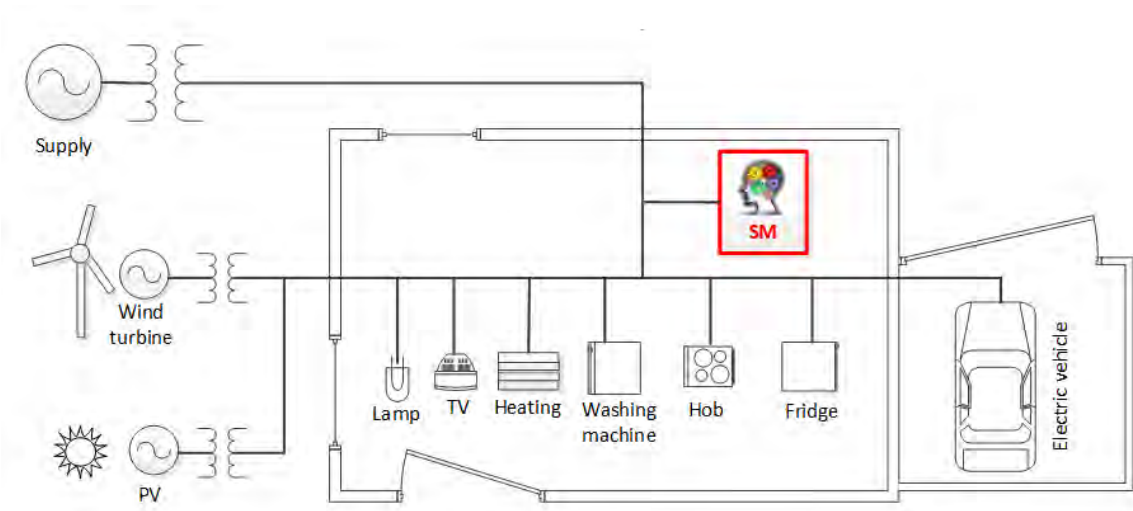 Supply
SM
Wind
turbine
Lamp
TV
Heating
Washing
machine
Hob
Fridge
Electric vehicle
PV